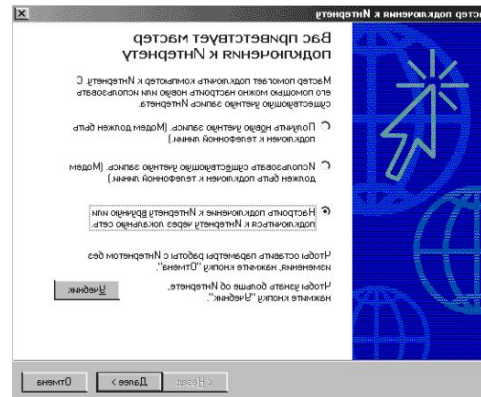 стер подключения к Интернету
Вас приветствует мастер
подключения к Интернету
Мастер помогает подключить компьютер к Интернету. С
его помощью можно настроить новую или использовать
существующую учетную запись Интернета.
Получить новую учетную запись. (Модем должен быть
подключен к телефонной линии.)
Использовать существующую учетную запись. (Модем
должен быть подключен к телефонной линии.)
Настроить подключение к Интернету вручную или
подключиться к Интернету через локальную сеть.
Чтобы оставить параметры работы с Интернетом без
изменения, нажмите кнопку "Отмена".
Чтобы узнать больше об Интернете,
нажмите кнопку "Учебник".
Учебник
< Назад
Далее >
Отмена